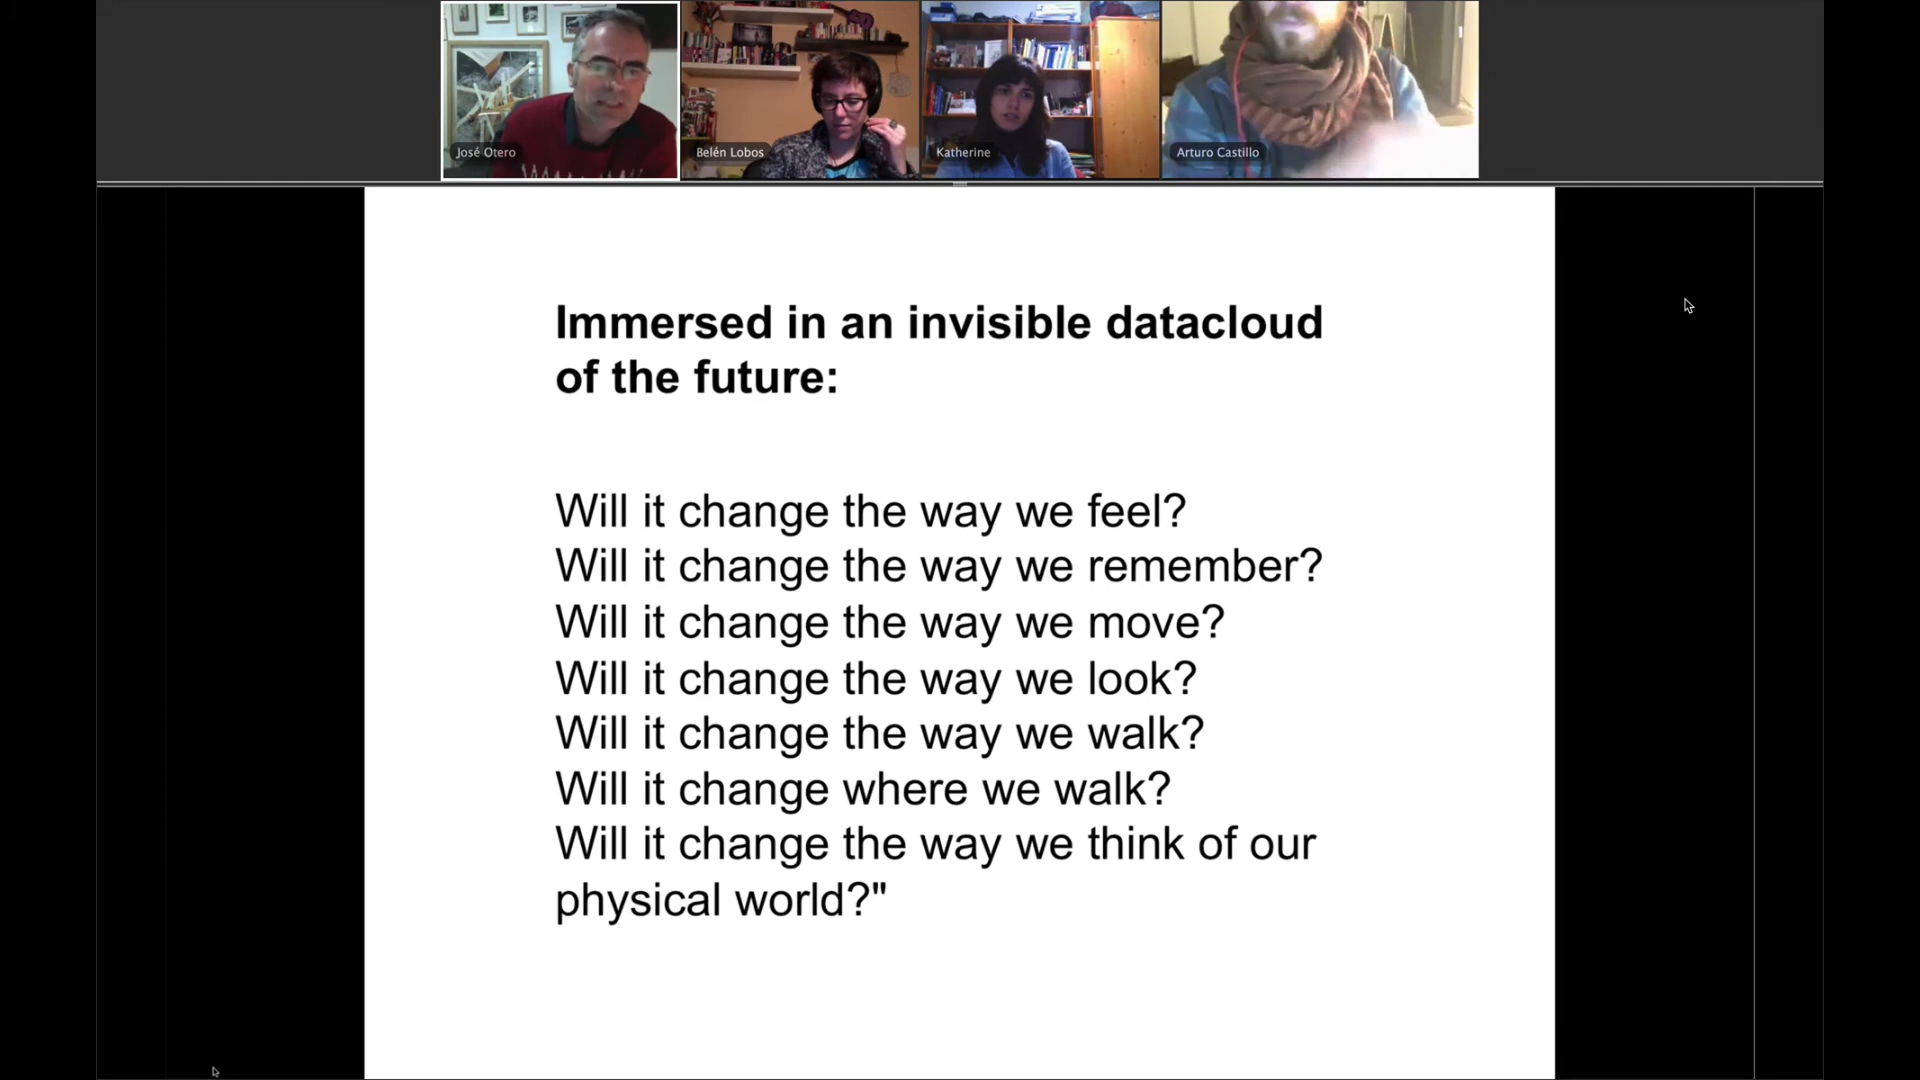 José Otero
Belén Lobos
Katherine
Arturo Castillo
Immersed in an invisible datacloud
of the future:
Will it change the way we feel?
Will it change the way we remember?
Will it change the way we move?
Will it change the way we look?
Will it change the way we walk?
Will it change where we walk?
Will it change the way we think of our
physical world?"